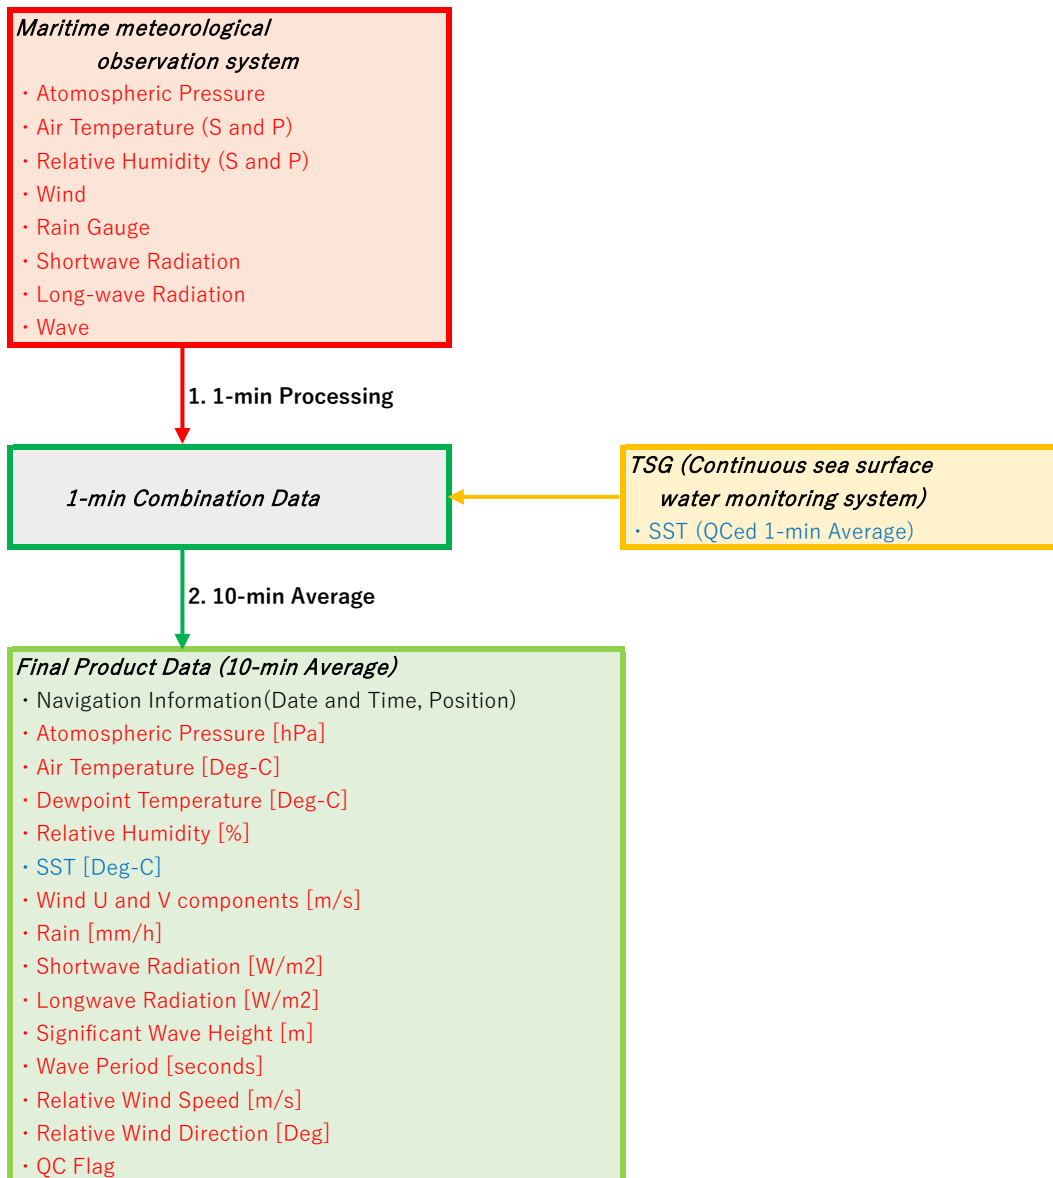 Maritime meteorological
observation system
・Atomospheric Pressure
・Air Temperature (S and P)
・Relative Humidity (S and P)
・Wind
・Rain Gauge
・Shortwave Radiation
・Long-wave Radiation
・Wave
1. 1-min Processing
1-min Combination Data
TSG (Continuous sea surface
water monitoring system)
・SST (QCed 1-min Average)
2. 10-min Average
Final Product Data (10-min Average)
・Navigation Information(Date and Time, Position)
・Atomospheric Pressure [hPa]
・Air Temperature [Deg-C]
・Dewpoint Temperature [Deg-C]
・Relative Humidity [%]
・SST [Deg-C]
・Wind U and V components [m/s]
・Rain [mm/h]
・Shortwave Radiation [W/m2]
・Longwave Radiation [W/m2]
・Significant Wave Height [m]
・Wave Period [seconds]
・Relative Wind Speed [m/s]
・Relative Wind Direction [Deg]
・QC Flag